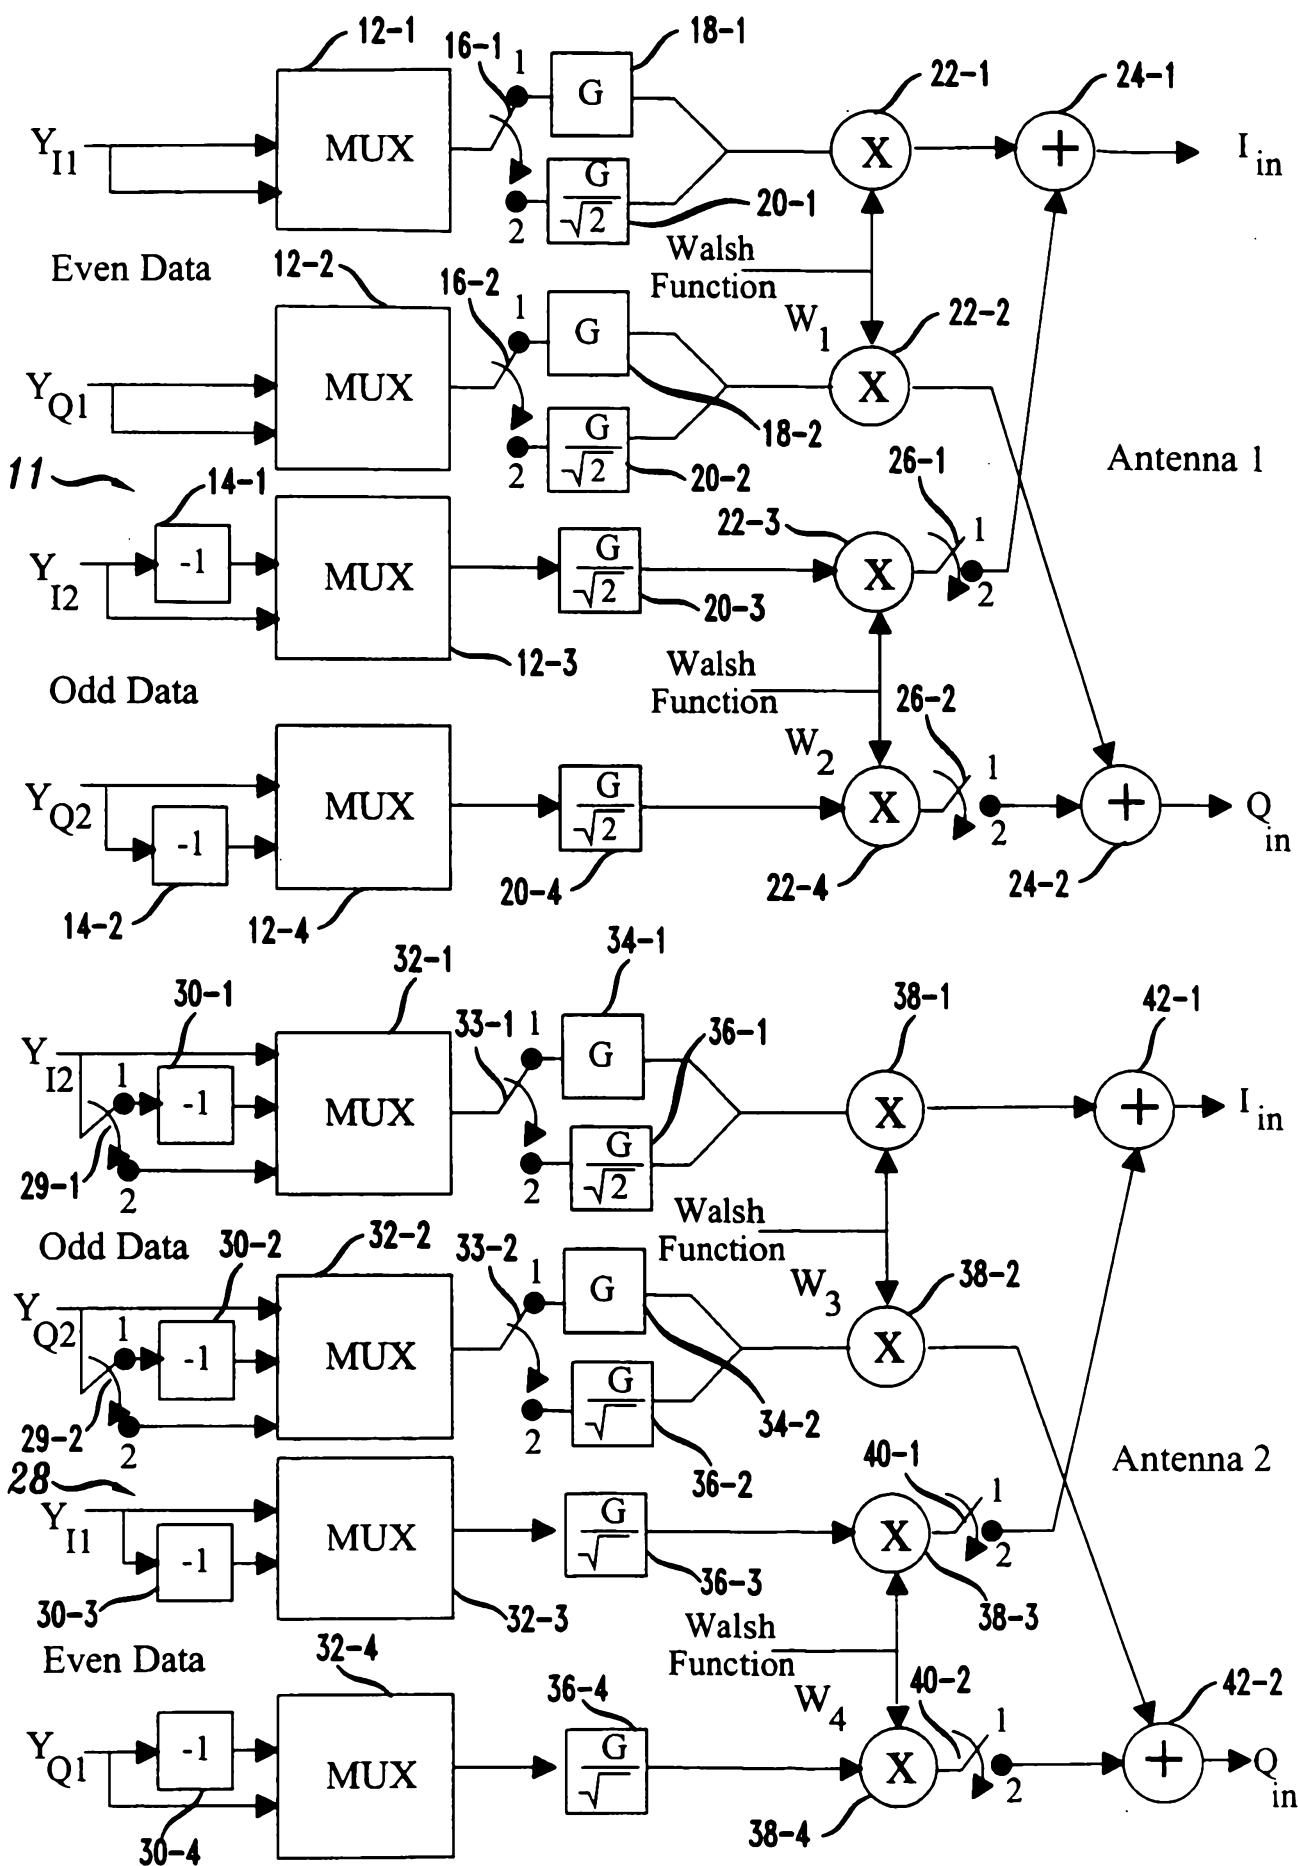 12-1
16-1
1
18-1
22-1
24-1
Y I1
MUX
G
X
+
I in
G
√2
2
20-1
Even Data
12-2
16-2
1
Walsh
Function
W1
22-2
Y Q1
MUX
G
X
18-2
G
√2
2
20-2
Antenna 1
11
14-1
26-1
22-3
1
Y I2
-1
MUX
G
√2
X
2
20-3
12-3
Walsh
Function
W2
Odd Data
26-2
1
Y Q2
MUX
G
√2
X
2
+
Q in
-1
14-2
12-4
20-4
22-4
24-2
32-1
34-1
30-1
33-1
1
36-1
38-1
42-1
Y I2
1
-1
MUX
G
X
+
I in
29-1
2
2
G
√2
Odd Data
30-2
32-2
33-2
1
Walsh
Function
W3
38-2
Y Q2
1
-1
MUX
G
X
29-2
2
2
G
√
34-2
36-2
Antenna 2
28
40-1
1
Y I1
-1
MUX
G
√
X
2
30-3
32-3
36-3
38-3
Even Data
32-4
36-4
Walsh
Function
W4
40-2
1
42-2
Y Q1
-1
MUX
G
√
X
2
+
Q in
30-4
38-4